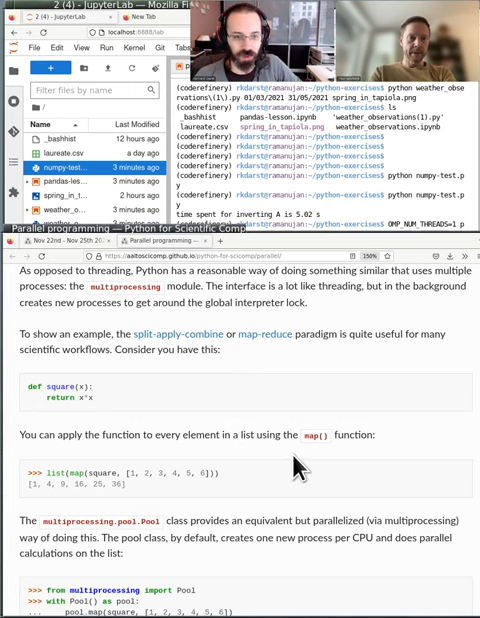 2 (4) - JupyterLab — Mozilla Fi
2 (4) - JupyterLab
New Tab
localhost:8888/lab
File Edit View Run Kernel Git
+
Filter files by name
/
Name
Last Modified
_bashhist 12 hours ago
laureate.csv a day ago
numpy-test... 3 minutes ago
pandas-les... 3 minutes ago
spring_in_t... 2 hours ago
weather_o... 3 minutes ago
(coderefinery) rkdarst@ramanujan:~/python-exercises$ python weather_obse
rvations\(1\).py 01/03/2021 31/05/2021 spring_in_tapiola.png
(coderefinery) rkdarst@ramanujan:~/python-exercises$ ls
_bashhist pandas-lesson.ipynb 'weather_observations(1).py'
laureate.csv spring_in_tapiola.png weather_observations.ipynb
(coderefinery) rkdarst@ramanujan:~/python-exercises$
(coderefinery) rkdarst@ramanujan:~/python-exercises$
(coderefinery) rkdarst@ramanujan:~/python-exercises$
(coderefinery) rkdarst@ramanujan:~/python-exercises$ python numpy-test.p
y
(coderefinery) rkdarst@ramanujan:~/python-exercises$ python numpy-test.p
y
time spent for inverting A is 5.02 s
(coderefinery) rkdarst@ramanujan:~/python-exercises$ OMP_NUM_THREADS=1 p
Parallel programming — Python for Scientific Comp
Nov 22nd - Nov 25th 20
Parallel programming —
https://aaltoscicomp.github.io/python-for-scicomp/parallel/
150%
As opposed to threading, Python has a reasonable way of doing something similar that uses multiple
processes: the multiprocessing module. The interface is a lot like threading, but in the background
creates new processes to get around the global interpreter lock.
To show an example, the split-apply-combine or map-reduce paradigm is quite useful for many
scientific workflows. Consider you have this:
def square(x):
return x*x
You can apply the function to every element in a list using the map() function:
>>> list(map(square, [1, 2, 3, 4, 5, 6]))
[1, 4, 9, 16, 25, 36]
The multiprocessing.pool.Pool class provides an equivalent but parallelized (via multiprocessing)
way of doing this. The pool class, by default, creates one new process per CPU and does parallel
calculations on the list:
>>> from multiprocessing import Pool
>>> with Pool() as pool:
... pool.map(square, [1, 2, 3, 4, 5, 6])